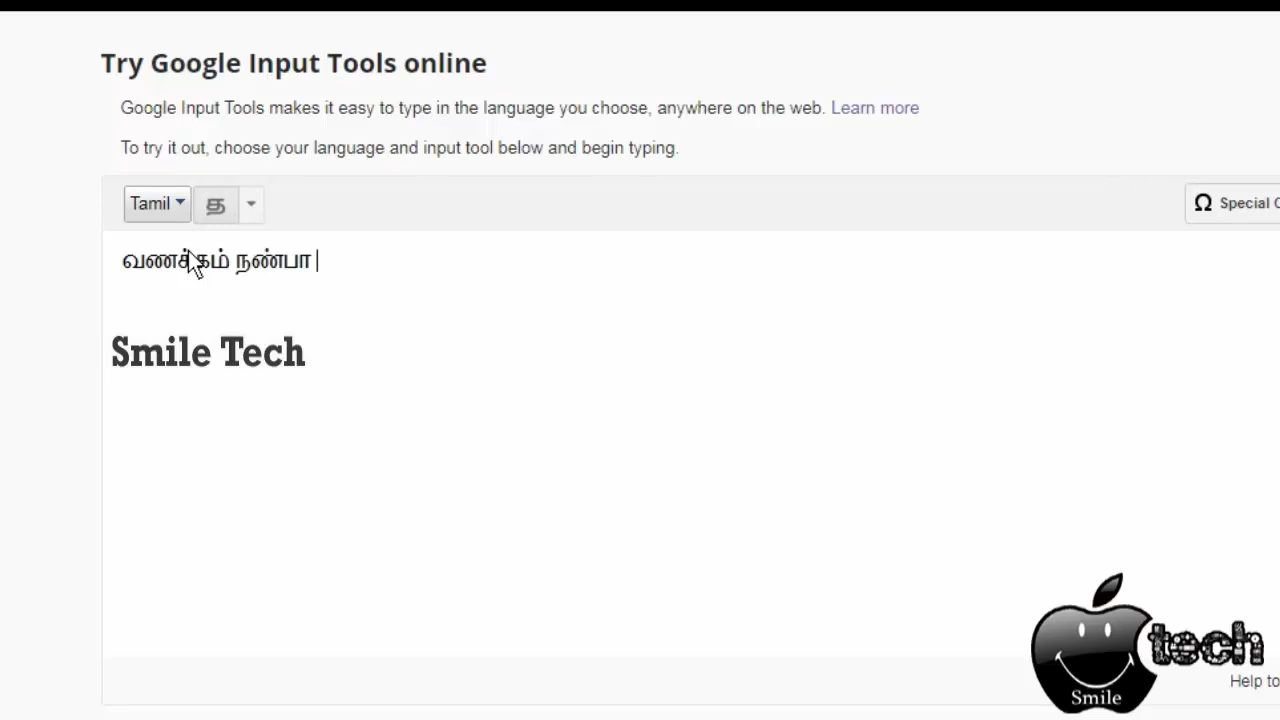 Try Google Input Tools online
Google Input Tools makes it easy to type in the language you choose, anywhere on the web. Learn more
To try it out, choose your language and input tool below and begin typing.
Tamil த Ω Special
வணக்கம் நண்பா
Smile Tech
tech
Help to
Smile